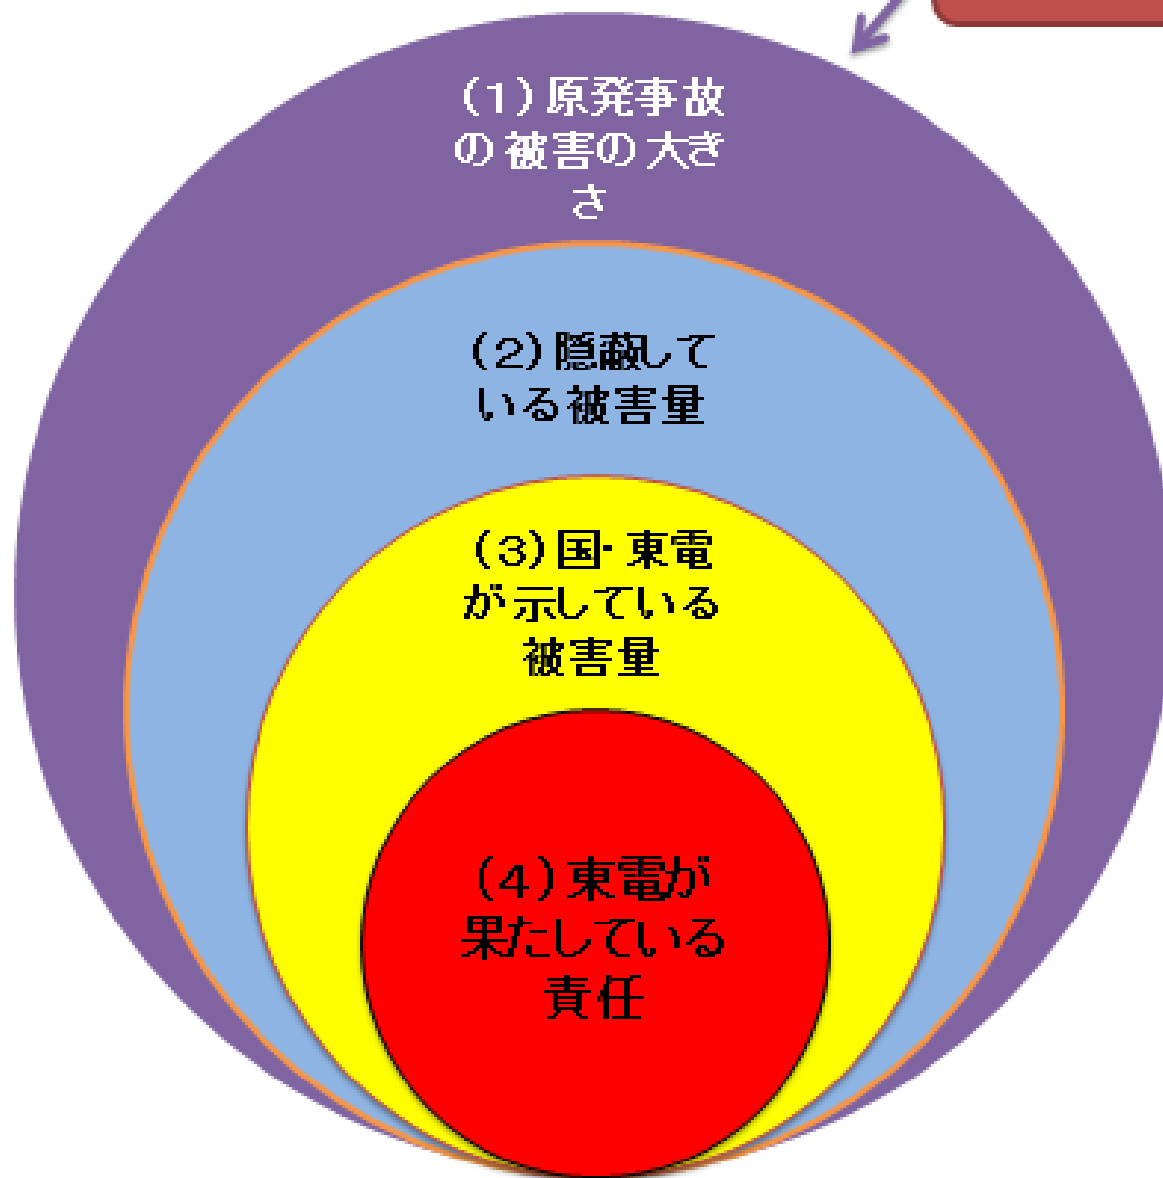 (1)原発事故
の被害の大き
さ
(2)隠蔽して
いる被害量
(3)国・東電
が示している
被害量
(4)東電が
果たしている
責任